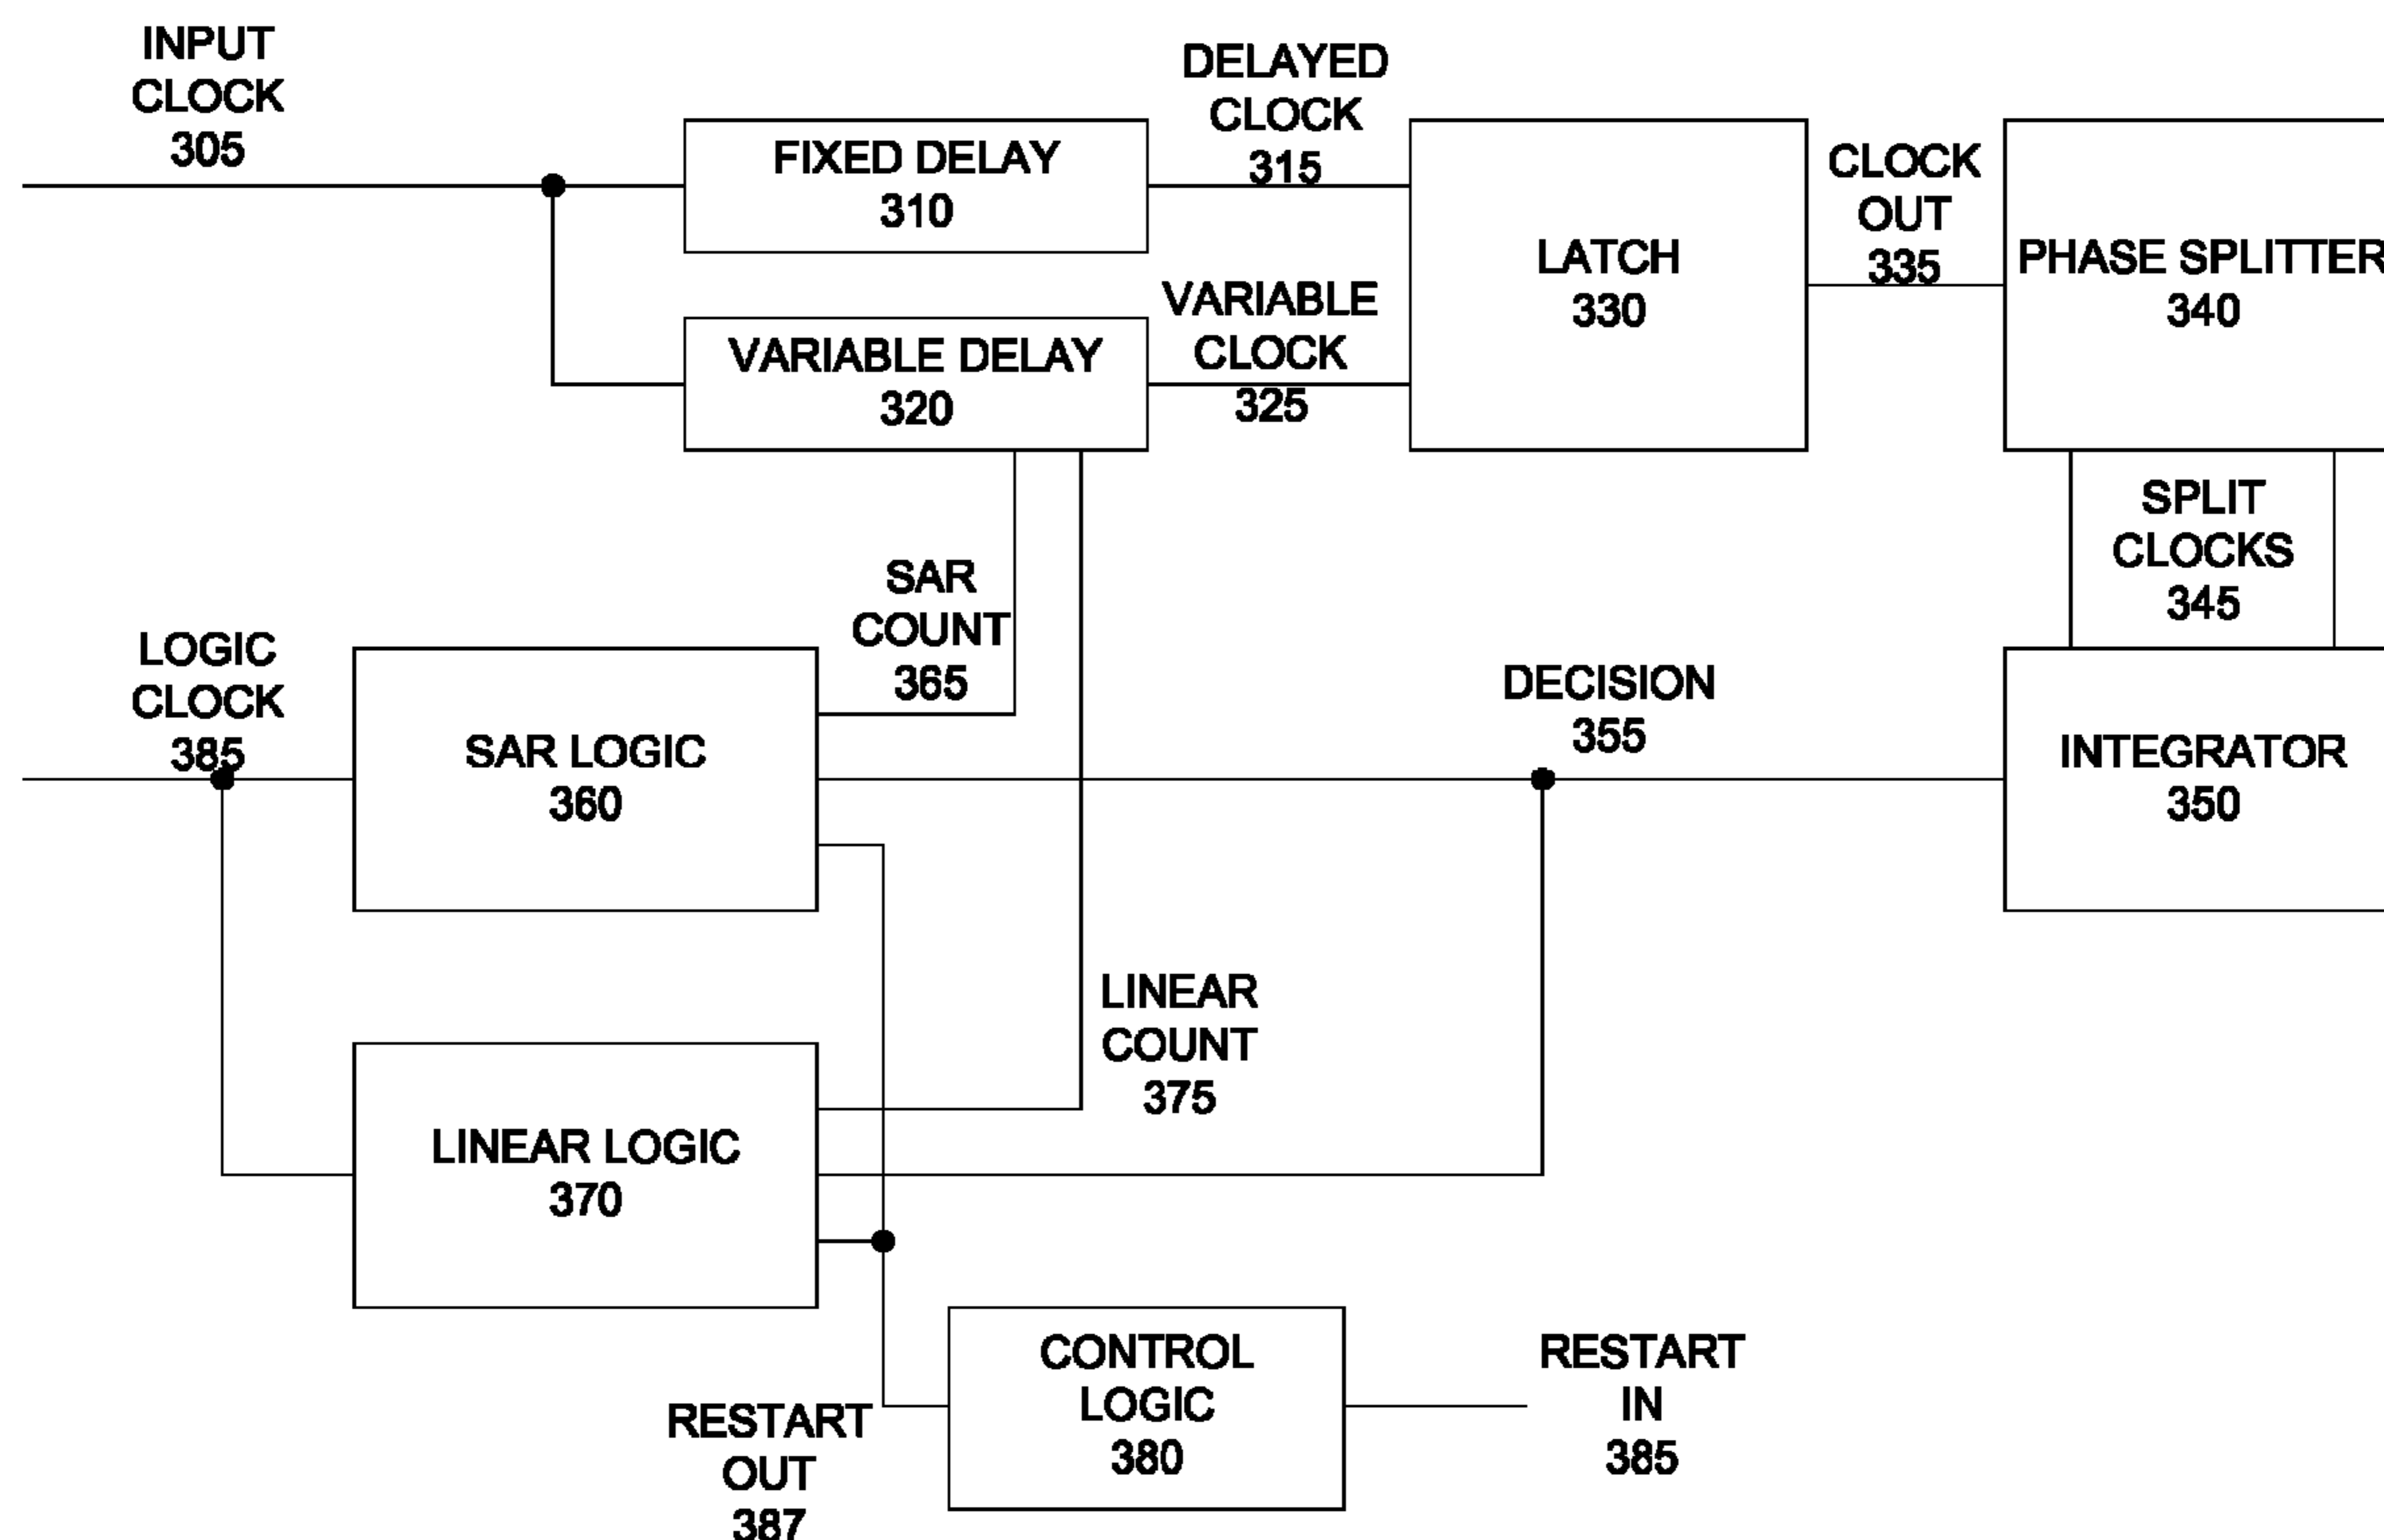 INPUT
CLOCK
305
FIXED DELAY
310
DELAYED
CLOCK
315
LATCH
330
CLOCK
OUT
335
PHASE SPLITTER
340
VARIABLE DELAY
320
VARIABLE
CLOCK
325
SPLIT
CLOCKS
345
SAR
COUNT
365
LOGIC
CLOCK
385
SAR LOGIC
360
DECISION
355
INTEGRATOR
350
LINEAR
COUNT
375
LINEAR LOGIC
370
CONTROL
LOGIC
380
RESTART
IN
385
RESTART
OUT
387